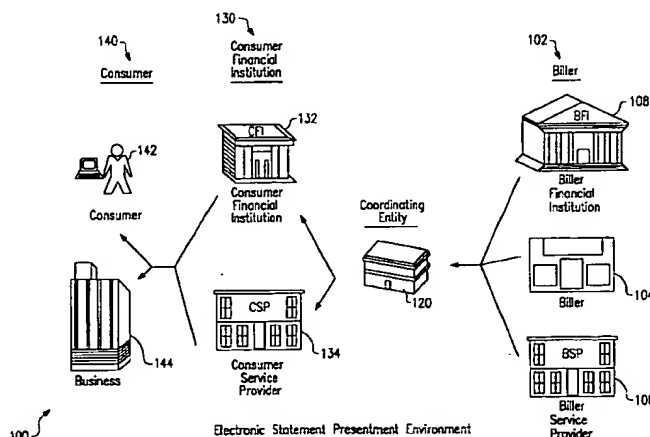 140
Consumer
130
Consumer
Financial
Institution
102
Biller
142
Consumer
CFI
132
Consumer
Financial
Institution
BFI
108
Biller
Financial
Institution
Coordinating
Entity
120
Biller
104
144
Business
CSP
134
Consumer
Service
Provider
BSP
Biller
Service
Provider
100
Electronic Statement Presentment Environment